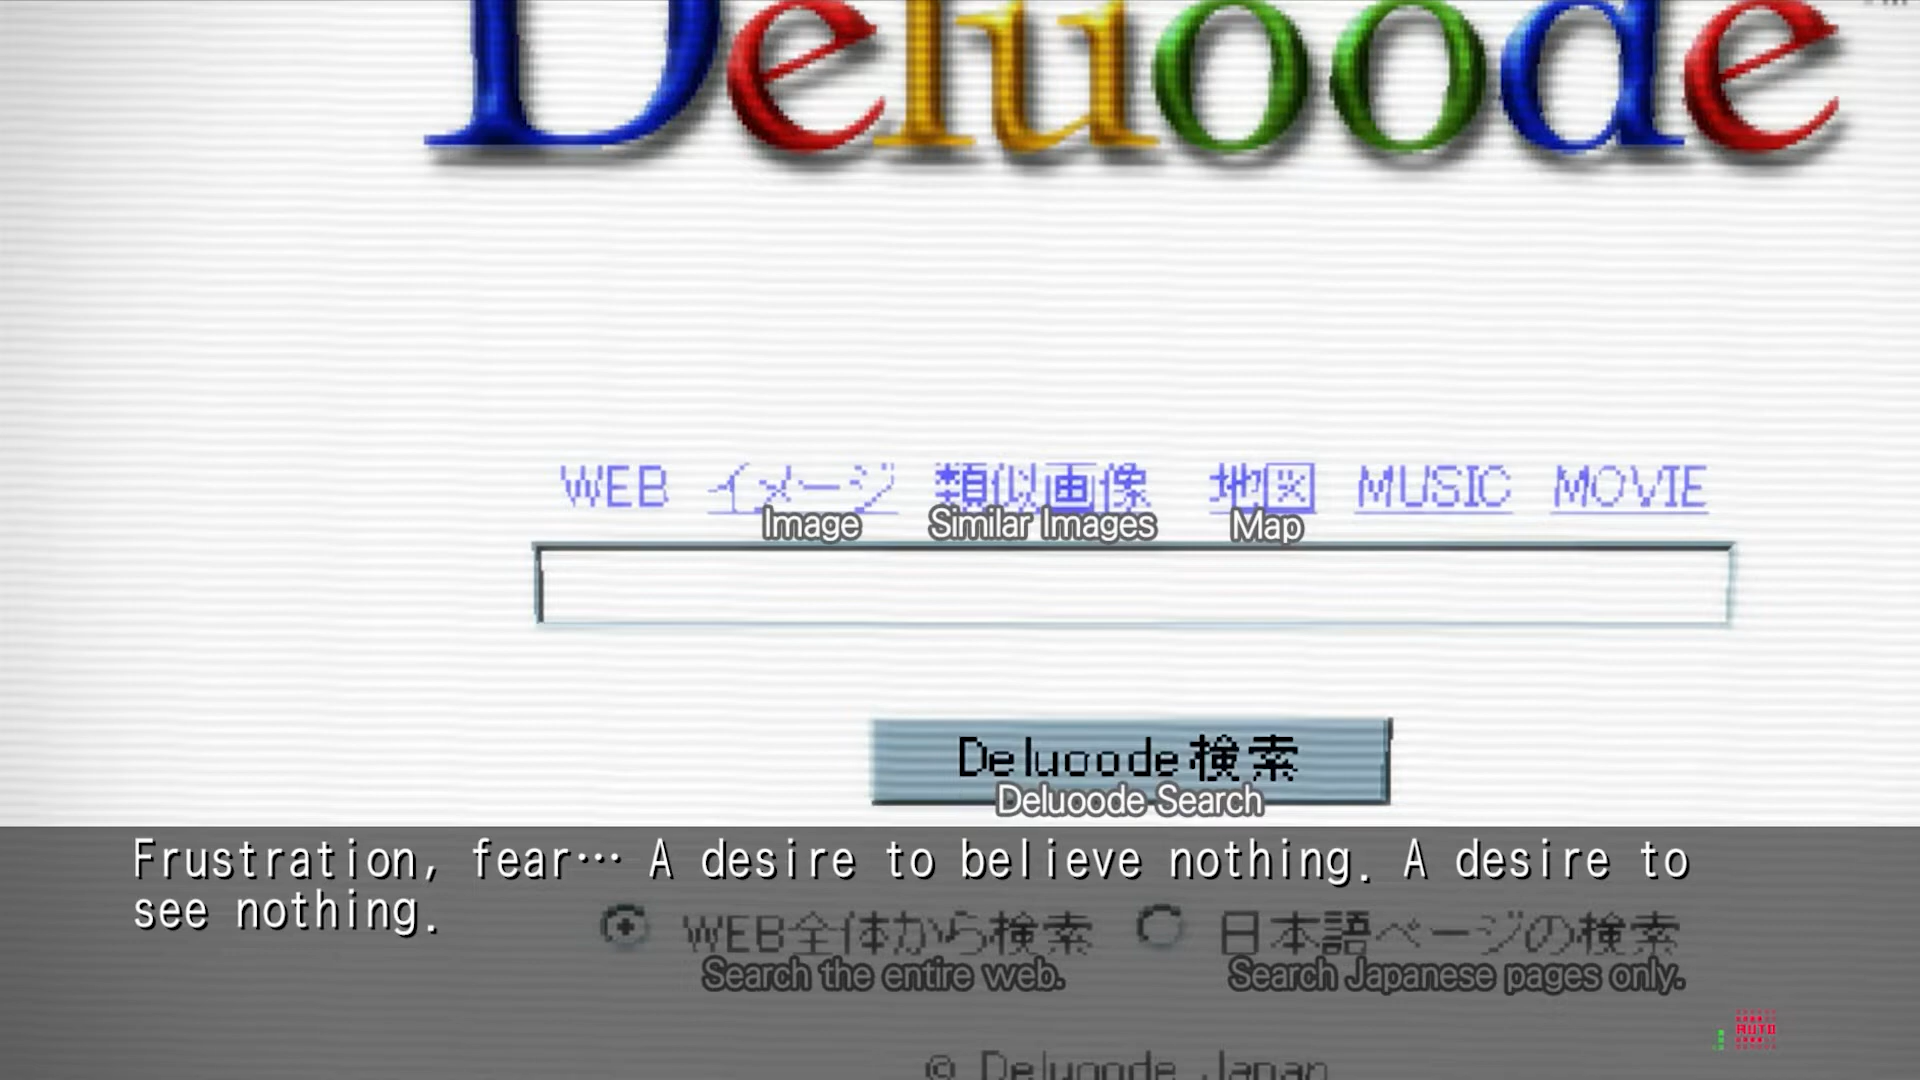 Deluoode
WEB イメージ 類似画像 地図 MUSIC MOVIE
Image Similar Images Map
Deluoode検索
Deluoode Search
Frustration, fear… A desire to believe nothing. A desire to
see nothing.
WEB全体から検索 日本語ページの検索
Search the entire web. Search Japanese pages only.
AUTO
© Deluoode Japan